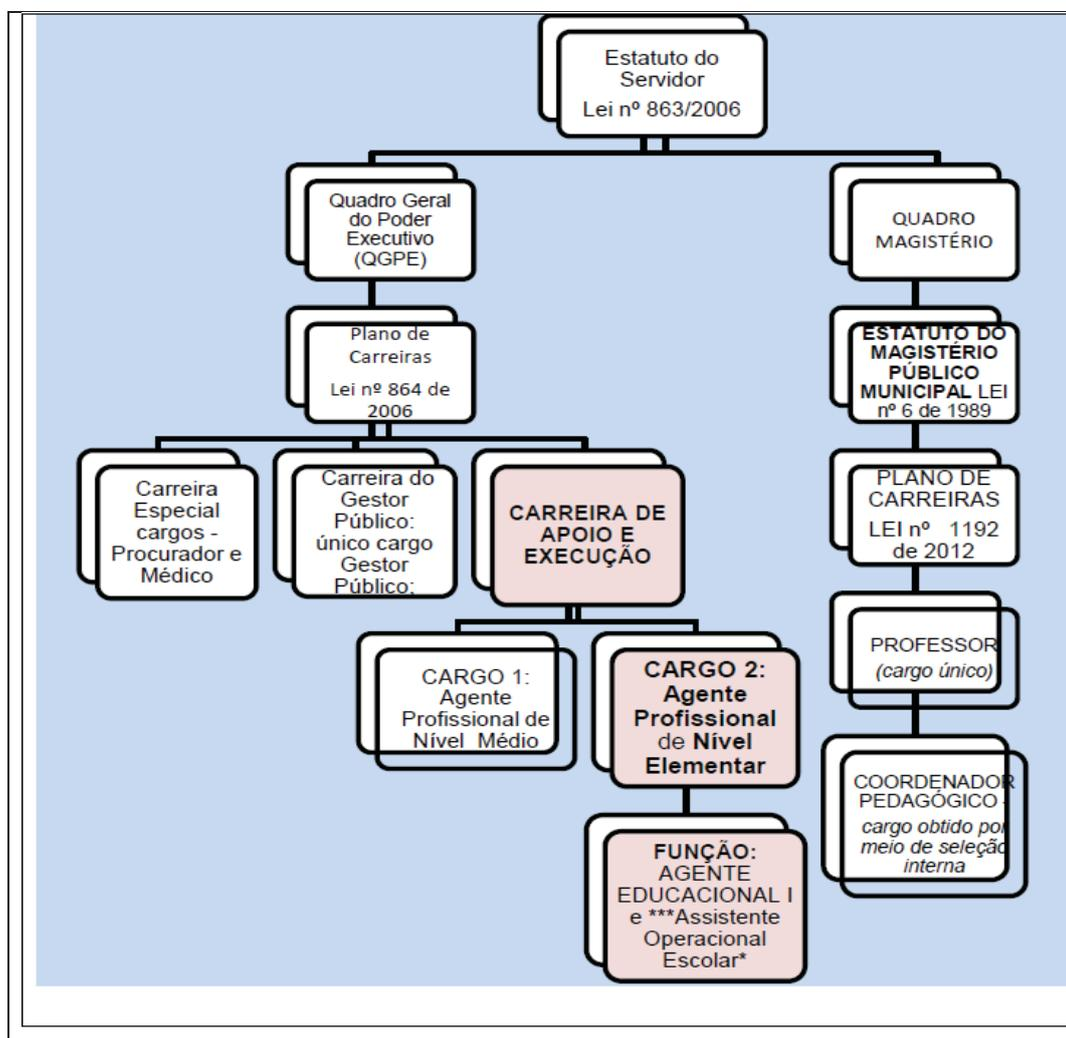 Estatuto do
Servidor
Lei nº 863/2006
Quadro Geral
do Poder
Executivo
(QGPE)
QUADRO
MAGISTÉRIO
Plano de
Carreiras
Lei nº 864 de
2006
ESTATUTO DO
MAGISTÉRIO
PÚBLICO
MUNICIPAL LEI
nº 6 de 1989
Carreira
Especial
cargos -
Procurador e
Médico
Carreira do
Gestor
Público:
único cargo
Gestor
Público;
CARREIRA DE
APOIO E
EXECUÇÃO
PLANO DE
CARREIRAS
LEI nº 1192
de 2012
CARGO 1:
Agente
Profissional de
Nível Médio
CARGO 2:
Agente
Profissional
de Nível
Elementar
PROFESSOR
(cargo único)
FUNÇÃO:
AGENTE
EDUCACIONAL I
e ***Assistente
Operacional
Escolar*
COORDENADOR
PEDAGÓGICO -
cargo obtido por
meio de seleção
interna